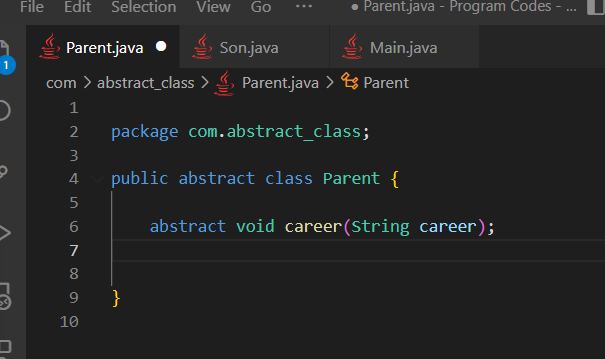 File Edit Selection View Go ··· ● Parent.java - Program Codes - ...
Parent.java ● Son.java Main.java
1
com > abstract_class > Parent.java > Parent
1
2 package com.abstract_class;
3
4 public abstract class Parent {
5
6 abstract void career(String career);
7
8
9 }
10